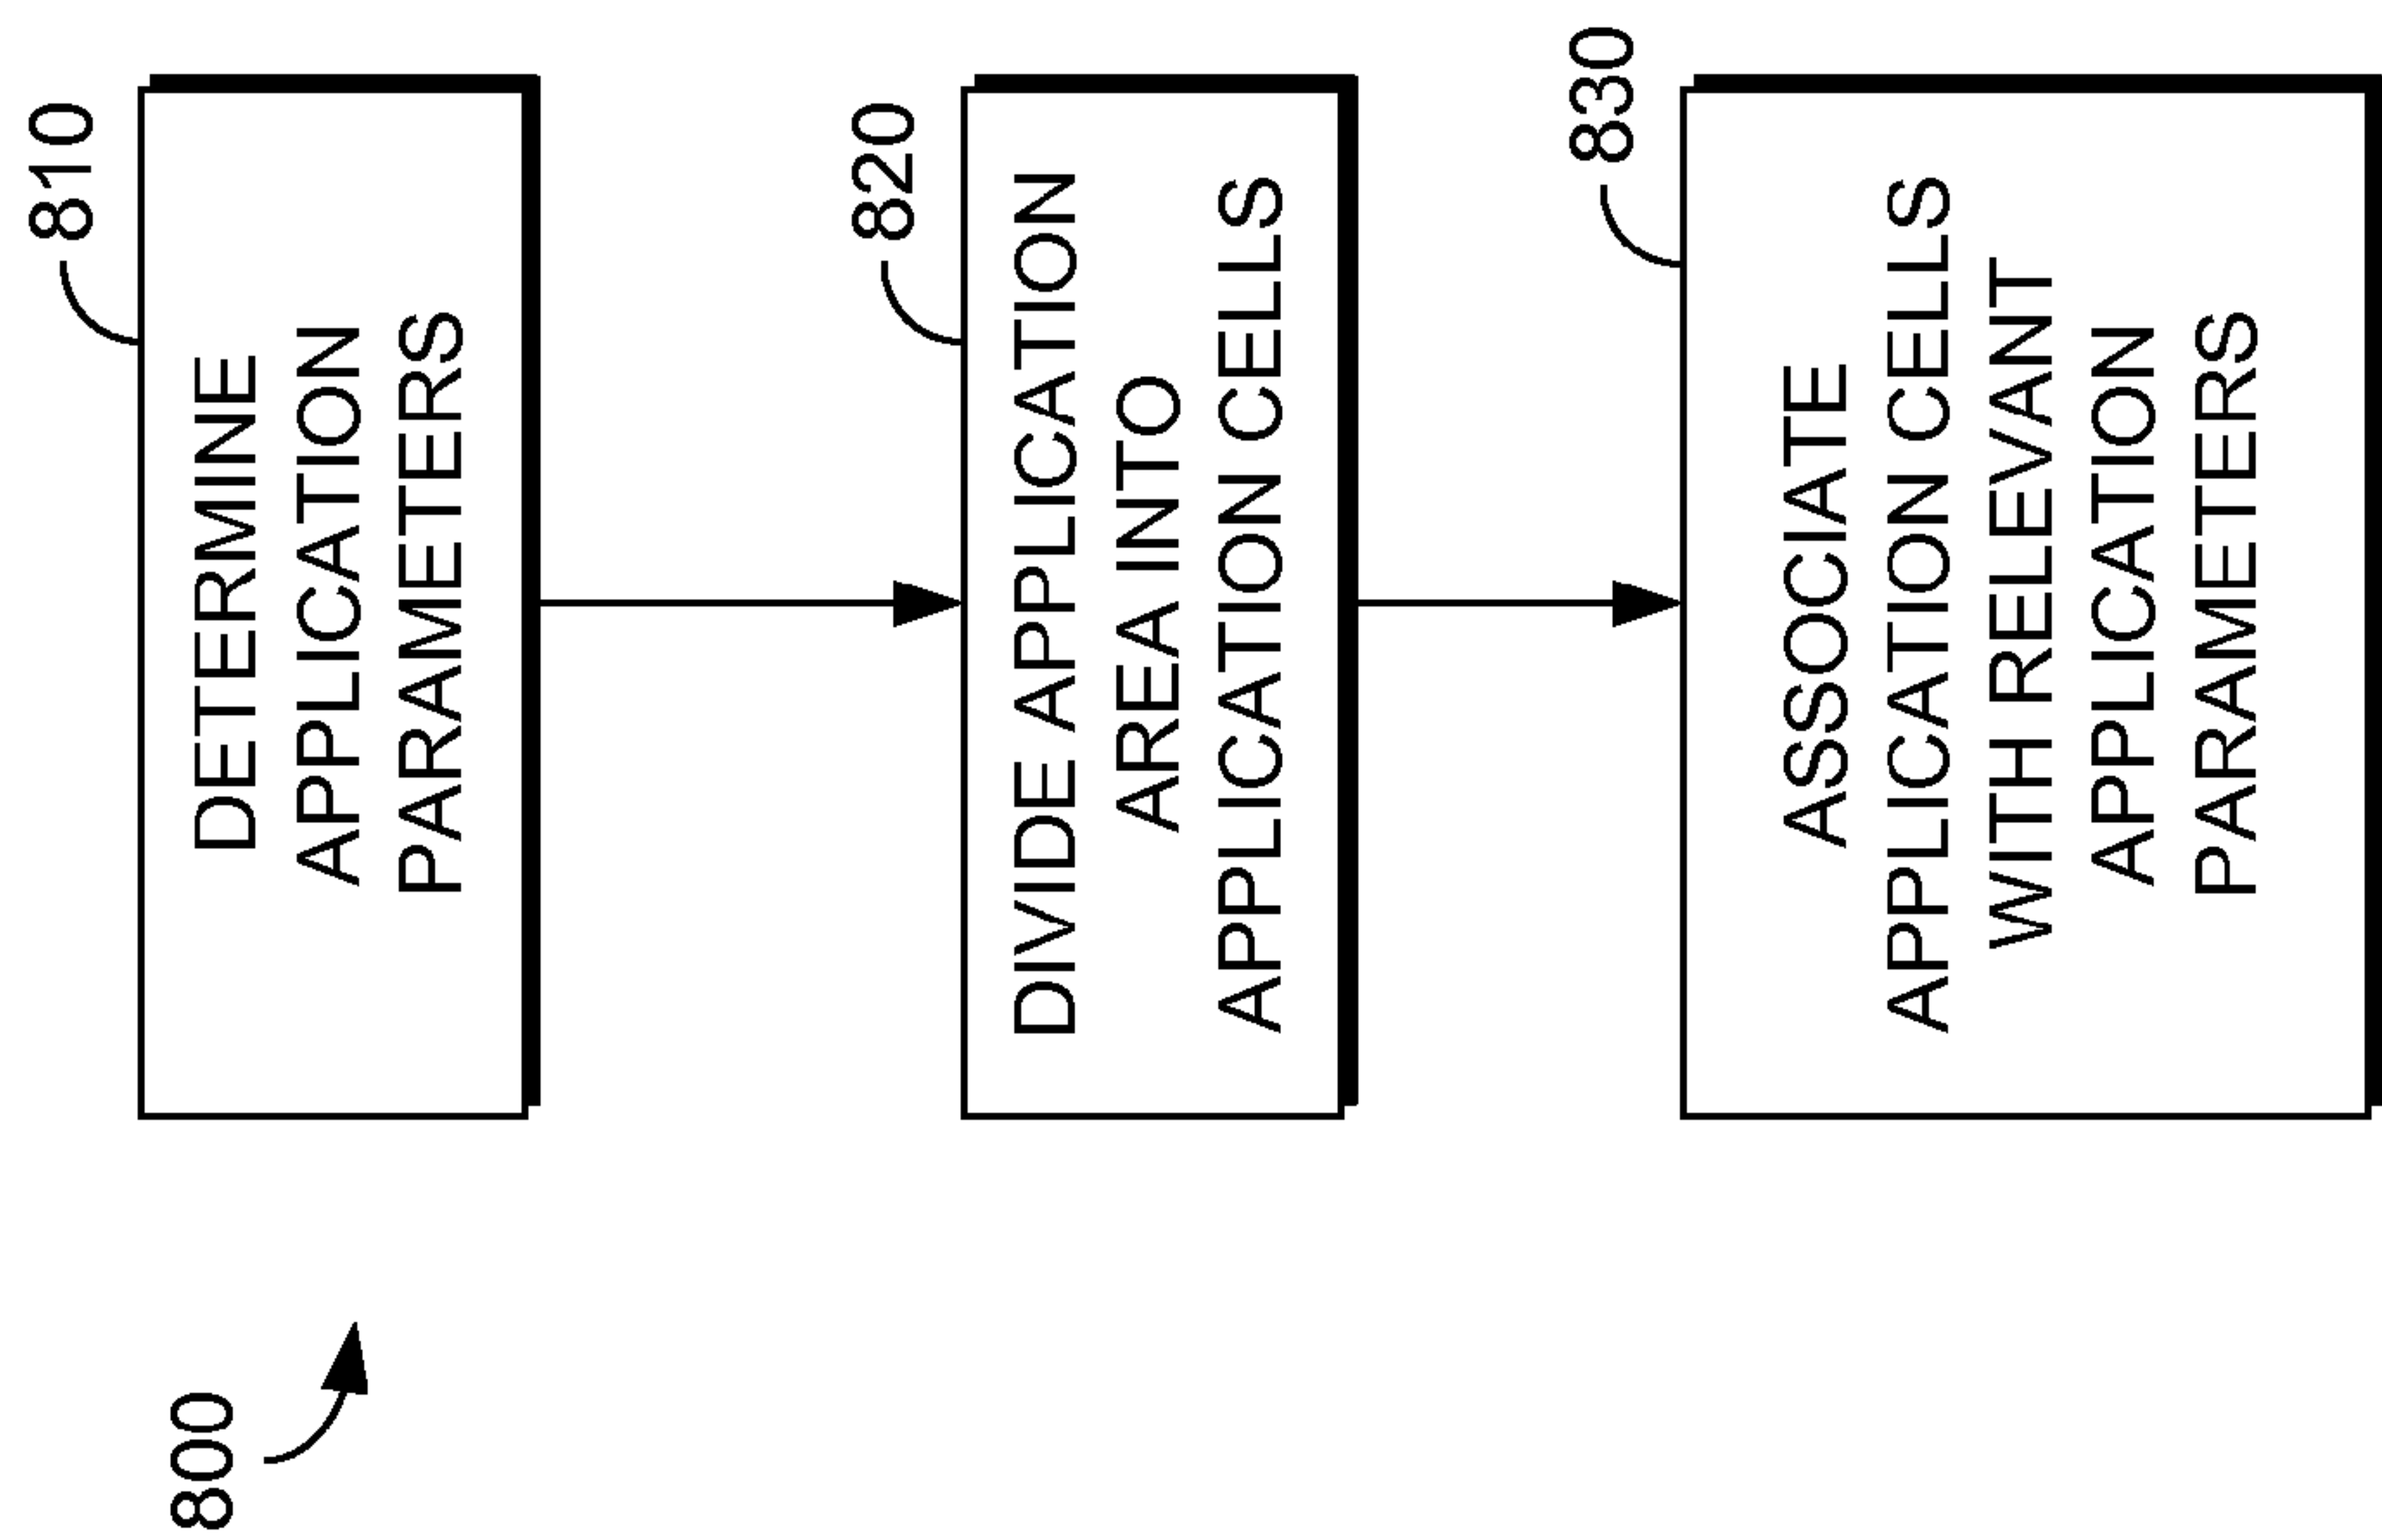 800
810
DETERMINE
APPLICATION
PARAMETERS
820
DIVIDE APPLICATION
AREA INTO
APPLICATION CELLS
830
ASSOCIATE
APPLICATION CELLS
WITH RELEVANT
APPLICATION
PARAMETERS